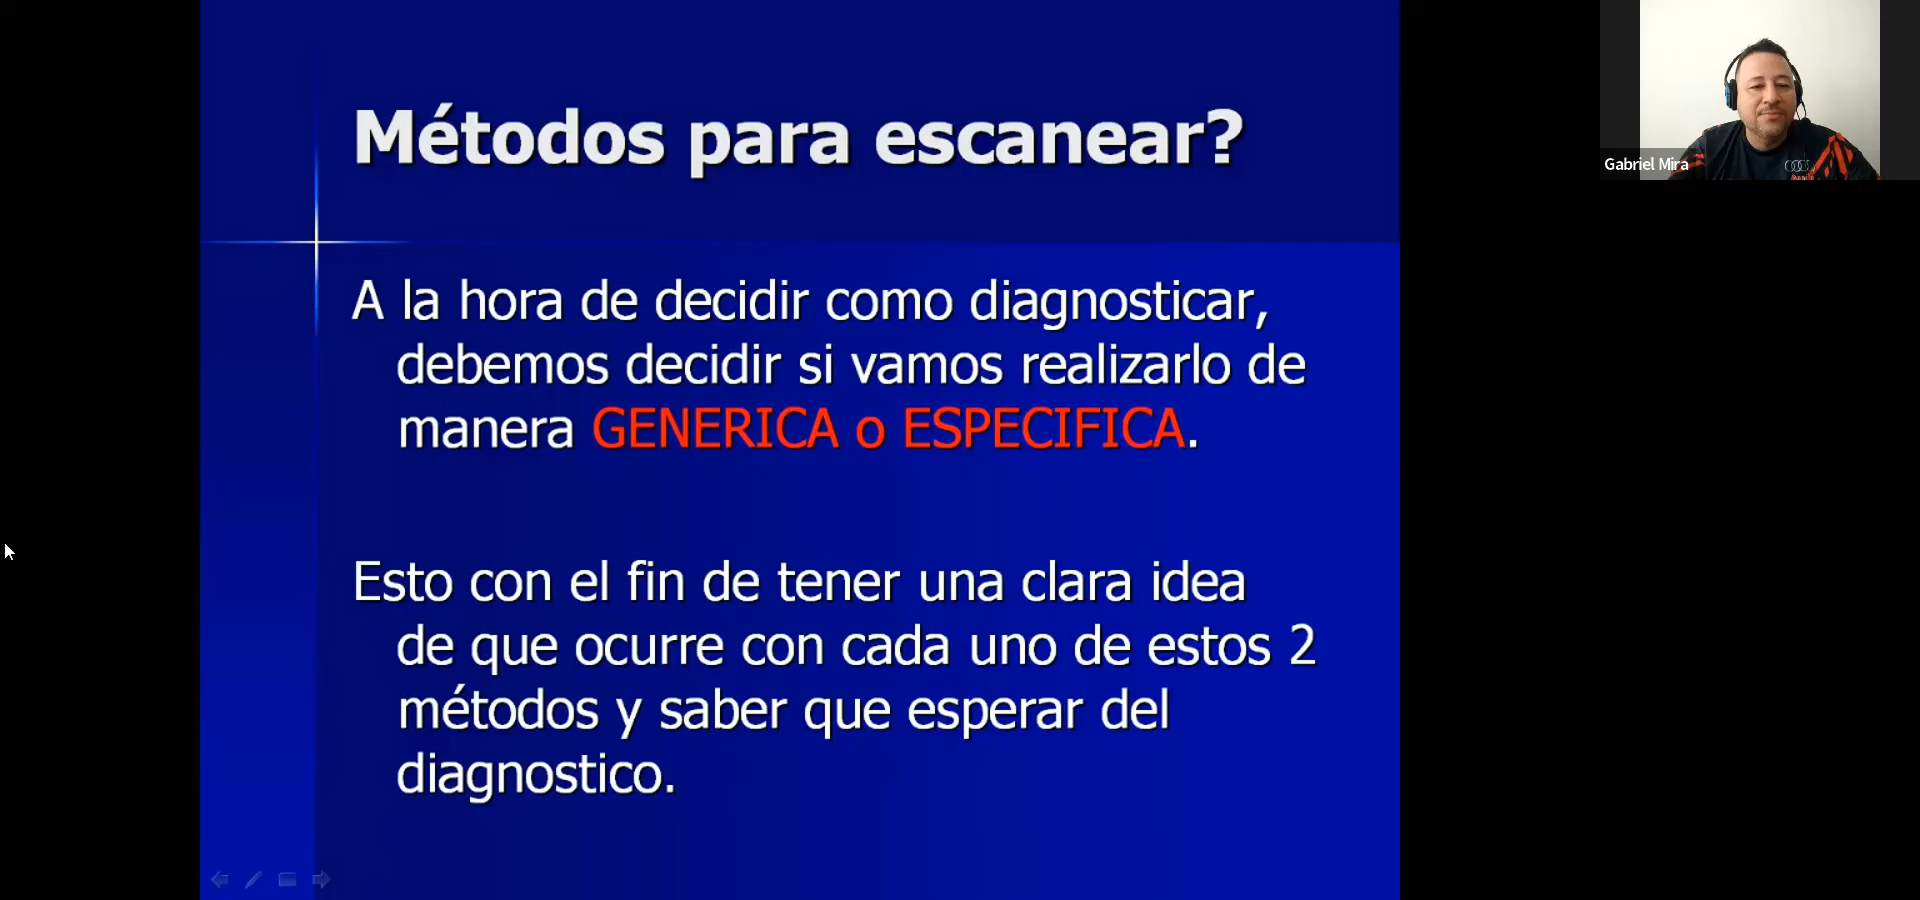 Métodos para escanear?
A la hora de decidir como diagnosticar,
debemos decidir si vamos realizarlo de
manera GENERICA o ESPECIFICA.
Esto con el fin de tener una clara idea
de que ocurre con cada uno de estos 2
métodos y saber que esperar del
diagnostico.
Gabriel Mira
Audi